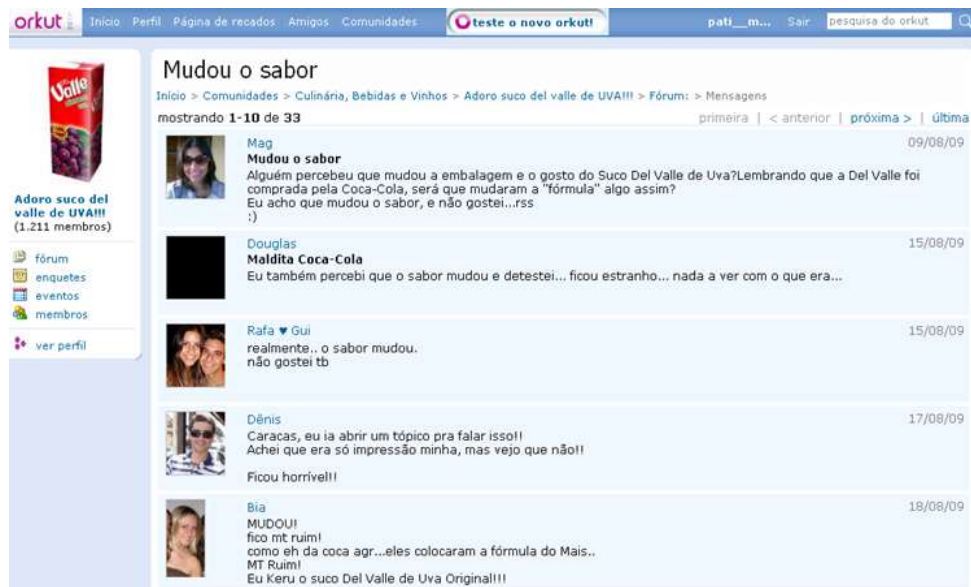 orkut
Início Perfil Página de recados Amigos Comunidades
teste o novo orkut!
pati__m... Sair pesquisa do orkut
Valle
Adoro suco del
valle de UVA!!!
(1.211 membros)
fórum
enquetes
eventos
membros
ver perfil
Mudou o sabor
Início > Comunidades > Culinária, Bebidas e Vinhos > Adoro suco del valle de UVA!!! > Fórum: > Mensagens
mostrando 1-10 de 33
primeira | < anterior | próxima > | última
Mag 09/08/09
Mudou o sabor
Alguém percebeu que mudou a embalagem e o gosto do Suco Del Valle de Uva?Lembrando que a Del Valle foi
comprada pela Coca-Cola, será que mudaram a "fórmula" algo assim?
Eu acho que mudou o sabor, e não gostei...rss
:)
Douglas 15/08/09
Maldita Coca-Cola
Eu também percebi que o sabor mudou e detestei... ficou estranho... nada a ver com o que era...
Rafa ♥ Gui 15/08/09
realmente.. o sabor mudou.
não gostei tb
Dênis 17/08/09
Caracas, eu ia abrir um tópico pra falar isso!!
Achei que era só impressão minha, mas vejo que não!!
Ficou horrível!!
Bia 18/08/09
MUDOU!
fico mt ruim!
como eh da coca agr...eles colocaram a fórmula do Mais..
MT Ruim!
Eu Keru o suco Del Valle de Uva Original!!!